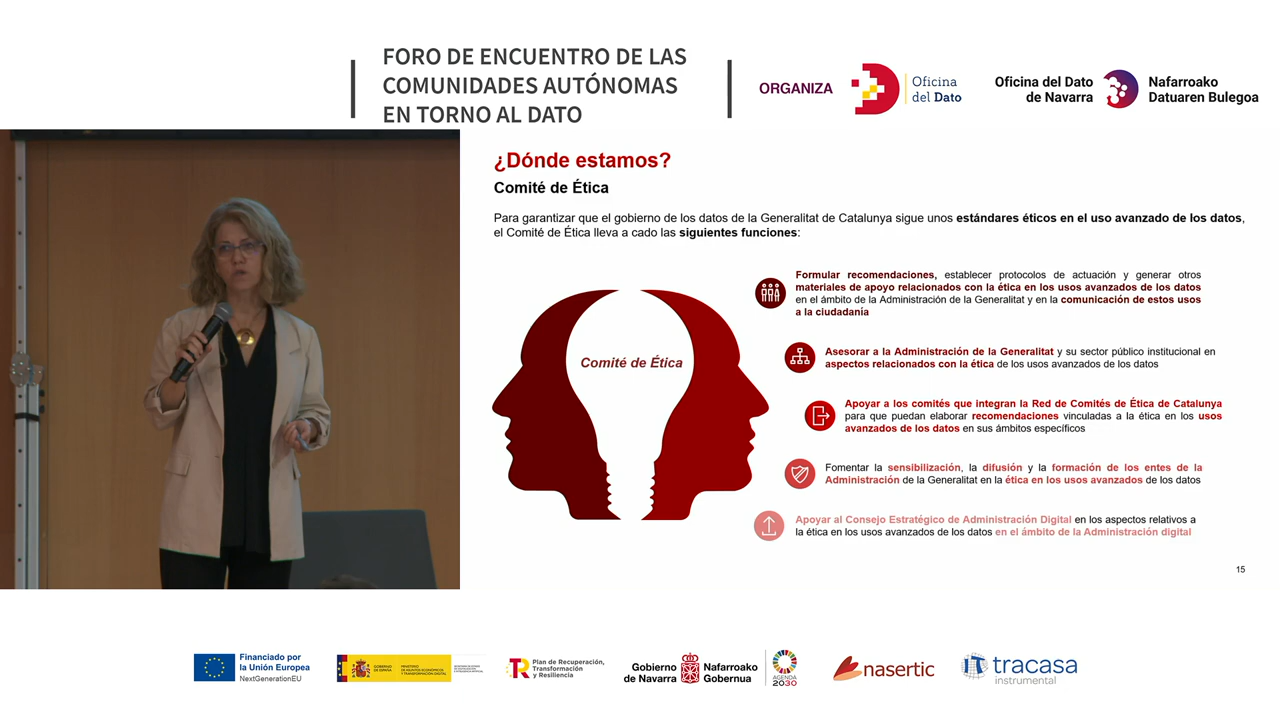 FORO DE ENCUENTRO DE LAS
COMUNIDADES AUTÓNOMAS
EN TORNO AL DATO
ORGANIZA
Oficina
del Dato
Oficina del Dato
de Navarra
Nafarroako
Datuaren Bulegoa
¿Dónde estamos?
Comité de Ética
Para garantizar que el gobierno de los datos de la Generalitat de Catalunya sigue unos estándares éticos en el uso avanzado de los datos,
el Comité de Ética lleva a cado las siguientes funciones:
Comité de Ética
Formular recomendaciones, establecer protocolos de actuación y generar otros
materiales de apoyo relacionados con la ética en los usos avanzados de los datos
en el ámbito de la Administración de la Generalitat y en la comunicación de estos usos
a la ciudadanía
Asesorar a la Administración de la Generalitat y su sector público institucional en
aspectos relacionados con la ética de los usos avanzados de los datos
Apoyar a los comités que integran la Red de Comités de Ética de Catalunya
para que puedan elaborar recomendaciones vinculadas a la ética en los usos
avanzados de los datos en sus ámbitos específicos
Fomentar la sensibilización, la difusión y la formación de los entes de la
Administración de la Generalitat en la ética en los usos avanzados de los datos
Apoyar al Consejo Estratégico de Administración Digital en los aspectos relativos a
la ética en los usos avanzados de los datos en el ámbito de la Administración digital
15
Financiado por
la Unión Europea
NextGenerationEU
GOBIERNO
DE ESPAÑA
Plan de Recuperación,
Transformación
y Resiliencia
Gobierno
de Navarra
Nafarroako
Gobernua
AGENDA
2030
nasertic
tracasa
instrumental